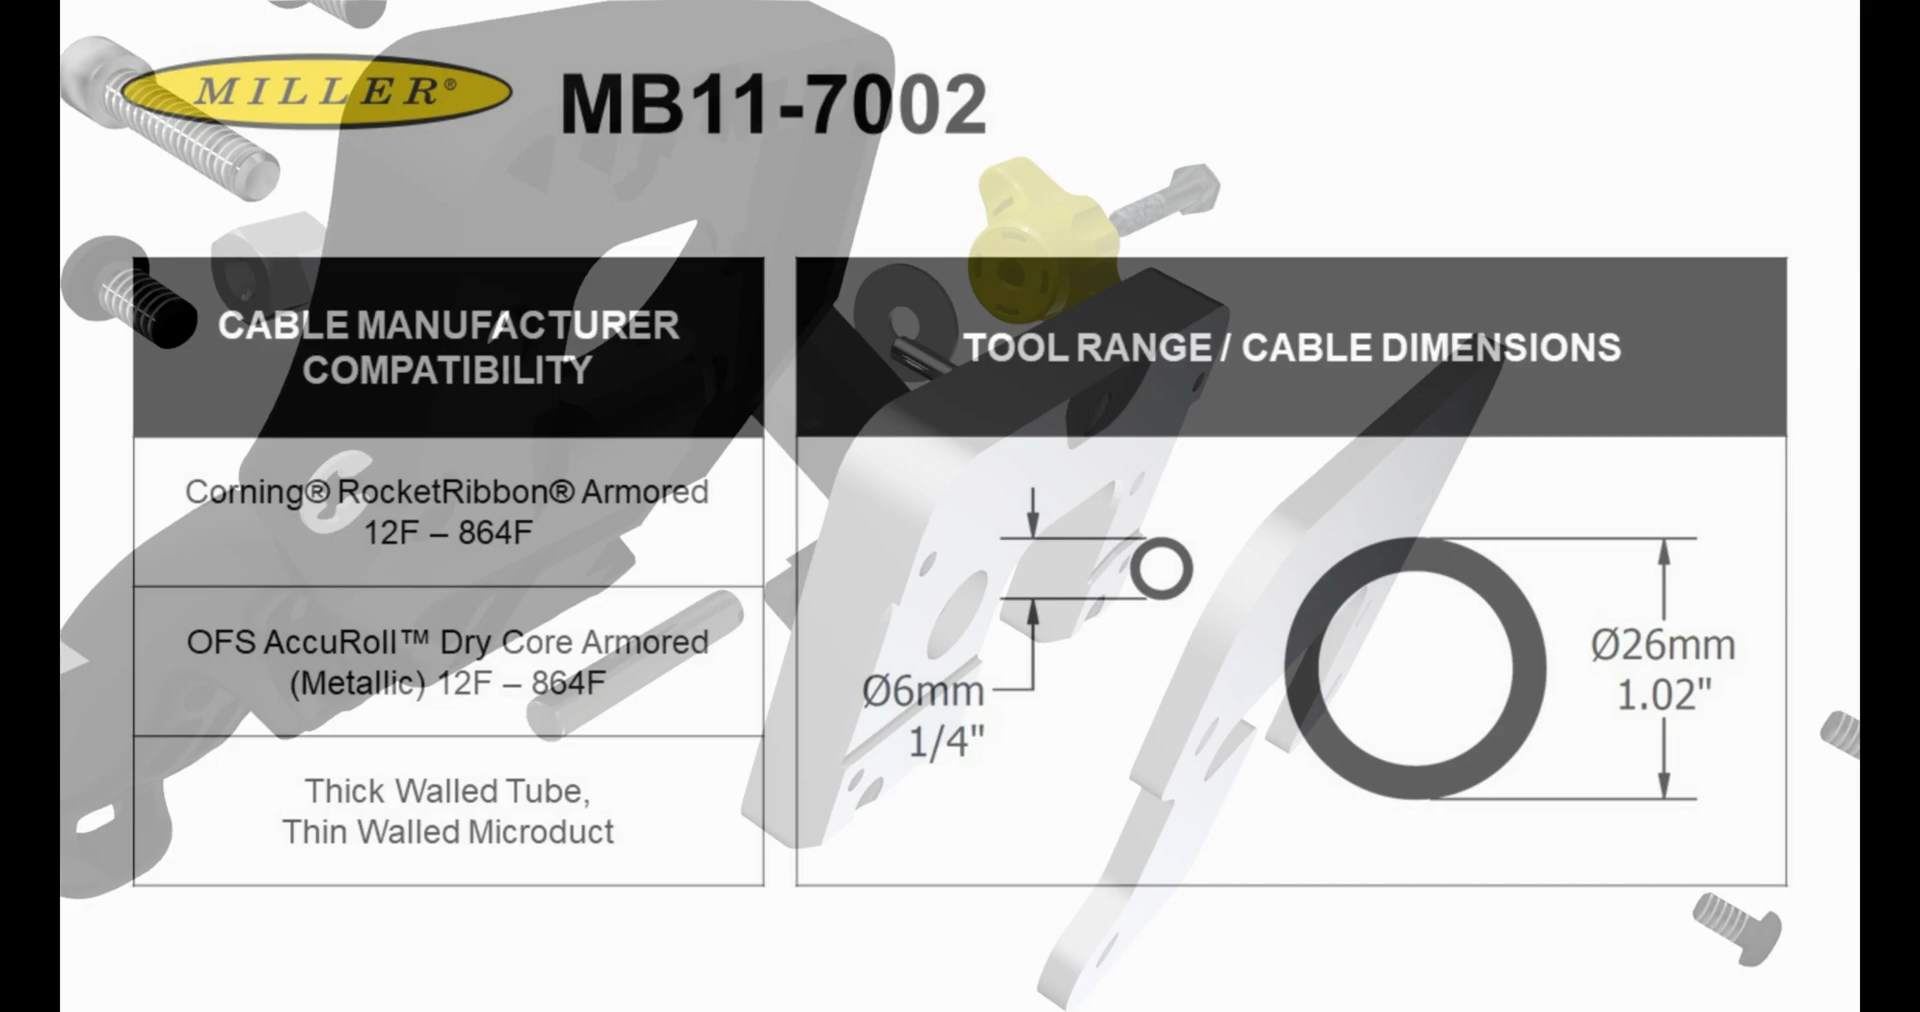 MILLER®
MB11-7002
CABLE MANUFACTURER
COMPATIBILITY
Corning® RocketRibbon® Armored
12F – 864F
OFS AccuRoll™ Dry Core Armored
(Metallic) 12F – 864F
Thick Walled Tube,
Thin Walled Microduct
TOOL RANGE / CABLE DIMENSIONS
Ø6mm
1/4"
Ø26mm
1.02"